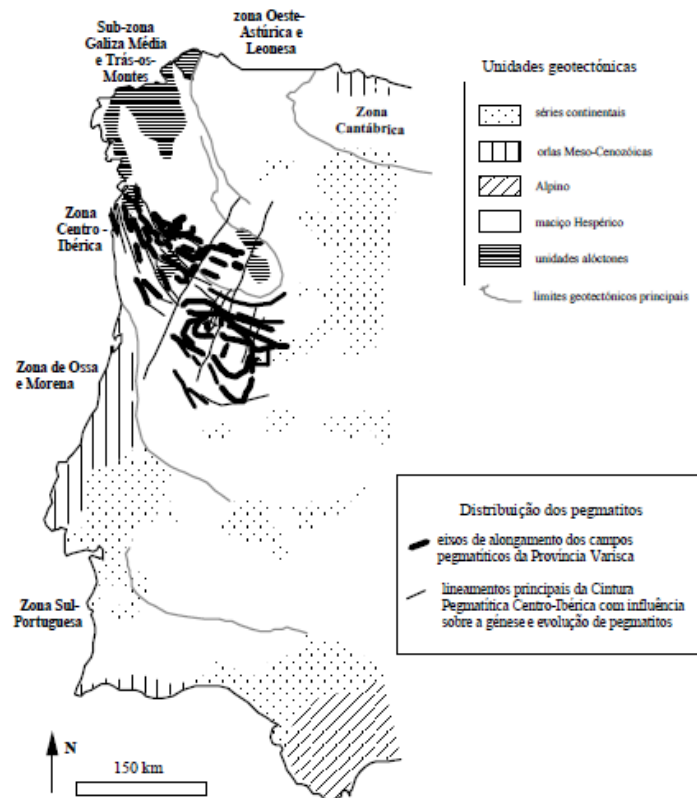 zona Oeste-
Astúrica e
Leonesa
Sub-zona
Galiza Média
e Trás-os-
Montes
Zona
Cantábrica
Zona
Centro -
Ibérica
Zona de Ossa
e Morena
Zona Sul-
Portuguesa
N
150 km
Unidades geotectónicas
séries continentais
orlas Meso-Cenozóicas
Alpino
maciço Hespérico
unidades alóctones
limites geotectónicos principais
Distribuição dos pegmatitos
eixos de alongamento dos campos
pegmatíticos da Província Varisca
lineamentos principais da Cintura
Pegmatítica Centro-Ibérica com influência
sobre a génese e evolução de pegmatitos